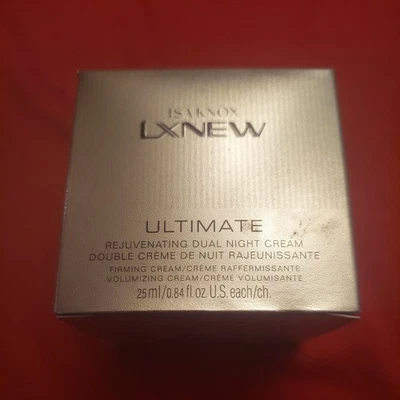 ISA KNOX
LXNEW
ULTIMATE
REJUVENATING DUAL NIGHT CREAM
DOUBLE CRÈME DE NUIT RAJEUNISSANTE
FIRMING CREAM/CRÈME RAFFERMISSANTE
VOLUMIZING CREAM/CRÈME VOLUMISANTE
25 ml/0.84 fl.oz. U.S. each/ch.